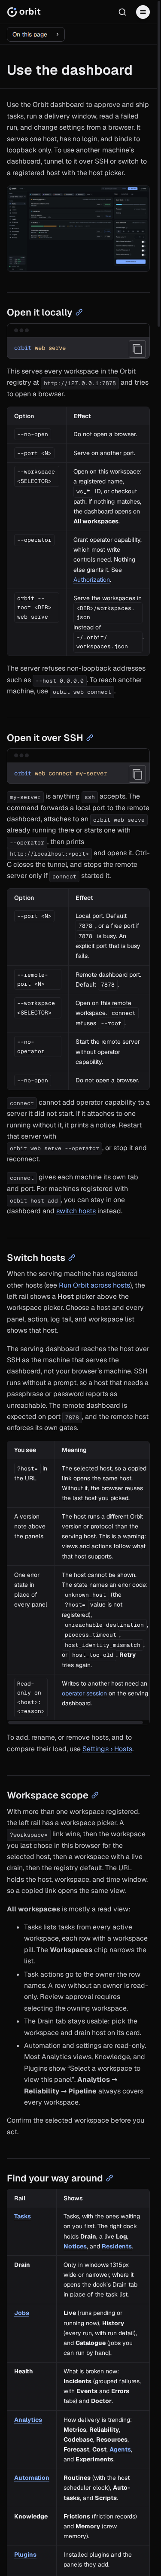 orbit
On this page
Use the dashboard
Use the Orbit dashboard to approve and ship
tasks, run a delivery window, read a failed
run, and change settings from a browser. It
serves one host, has no login, and binds to
loopback only. To use another machine's
dashboard, tunnel to it over SSH or switch to
a registered host with the host picker.
Open it locally
orbit web serve
This serves every workspace in the Orbit
registry at http://127.0.0.1:7878 and tries
to open a browser.
Option Effect
--no-open Do not open a browser.
--port <N> Serve on another port.
--workspace <SELECTOR> Open on this workspace:
a registered name,
ws_* ID, or checkout
path. If nothing matches,
the dashboard opens on
All workspaces.
--operator Grant operator capability,
which most write
controls need. Nothing
else grants it. See
Authorization.
orbit --root <DIR> web serve Serve the workspaces in
<DIR>/workspaces.json
instead of
~/.orbit/workspaces.json.
The server refuses non-loopback addresses
such as --host 0.0.0.0. To reach another
machine, use orbit web connect.
Open it over SSH
orbit web connect my-server
my-server is anything ssh accepts. The
command forwards a local port to the remote
dashboard, attaches to an orbit web serve
already running there or starts one with
--operator, then prints
http://localhost:<port> and opens it. Ctrl-
C closes the tunnel, and stops the remote
server only if connect started it.
Option Effect
--port <N> Local port. Default
7878, or a free port if
7878 is busy. An
explicit port that is busy
fails.
--remote-port <N> Remote dashboard port.
Default 7878.
--workspace <SELECTOR> Open on this remote
workspace. connect
refuses --root.
--no-operator Start the remote server
without operator
capability.
--no-open Do not open a browser.
connect cannot add operator capability to a
server it did not start. If it attaches to one
running without it, it prints a notice. Restart
that server with
orbit web serve --operator, or stop it and
reconnect.
connect gives each machine its own tab
and port. For machines registered with
orbit host add, you can stay in one
dashboard and switch hosts instead.
Switch hosts
When the serving machine has registered
other hosts (see Run Orbit across hosts), the
left rail shows a Host picker above the
workspace picker. Choose a host and every
panel, action, log tail, and workspace list
shows that host.
The serving dashboard reaches the host over
SSH as the machine that serves the
dashboard, not your browser's machine. SSH
runs without a prompt, so a host that needs a
passphrase or password reports as
unreachable. The remote dashboard is
expected on port 7878, and the remote host
enforces its own gates.
You see Meaning
?host= in the URL The selected host, so a copied
link opens the same host.
Without it, the browser reuses
the last host you picked.
A version note above the panels The host runs a different Orbit
version or protocol than the
serving host. This is a warning:
views and actions follow what
that host supports.
One error state in place of every panel The host cannot be shown.
The state names an error code:
unknown_host (the
?host= value is not
registered),
unreachable_destination,
process_timeout,
host_identity_mismatch,
or host_too_old. Retry
tries again.
Read-only on <host>: <reason> Writes to another host need an
operator session on the serving
dashboard.
To add, rename, or remove hosts, and to
compare their load, use Settings › Hosts.
Workspace scope
With more than one workspace registered,
the left rail has a workspace picker. A
?workspace= link wins, then the workspace
you last chose in this browser for the
selected host, then a workspace with a live
drain, then the registry default. The URL
holds the host, workspace, and time window,
so a copied link opens the same view.
All workspaces is mostly a read view:
Tasks lists tasks from every active
workspace, each row with a workspace
pill. The Workspaces chip narrows the
list.
Task actions go to the owner the row
names. A row without an owner is read-
only. Review approval requires
selecting the owning workspace.
The Drain tab stays usable: pick the
workspace and drain host on its card.
Automation and settings are read-only.
Most Analytics views, Knowledge, and
Plugins show "Select a workspace to
view this panel". Analytics →
Reliability → Pipeline always covers
every workspace.
Confirm the selected workspace before you
act.
Find your way around
Rail Shows
Tasks Tasks, with the ones waiting
on you first. The right dock
holds Drain, a live Log,
Notices, and Residents.
Drain Only in windows 1315px
wide or narrower, where it
opens the dock's Drain tab
in place of the task list.
Jobs Live (runs pending or
running now), History
(every run, with run detail),
and Catalogue (jobs you
can run by hand).
Health What is broken now:
Incidents (grouped failures,
with Events and Errors
tabs) and Doctor.
Analytics How delivery is trending:
Metrics, Reliability,
Codebase, Resources,
Forecast, Cost, Agents,
and Experiments.
Automation Routines (with the host
scheduler clock), Auto-
tasks, and Scripts.
Knowledge Frictions (friction records)
and Memory (crew
memory).
Plugins Installed plugins and the
panels they add.